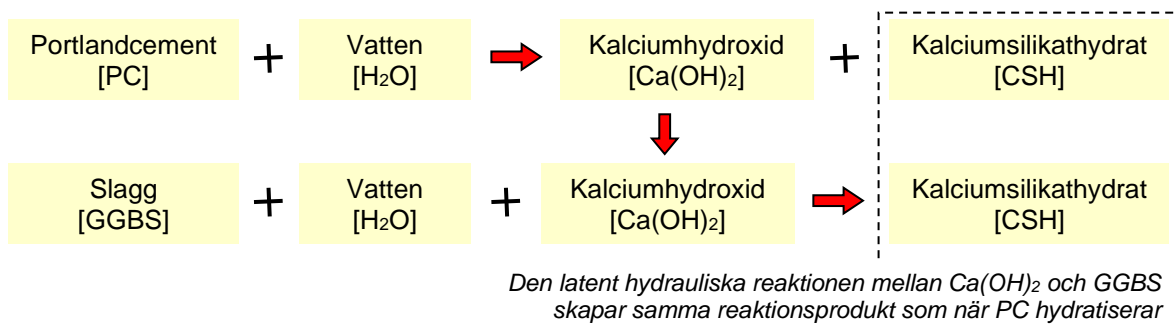 Portlandcement + Vatten Kalciumhydroxid + Kalciumsilikathydrat
[PC] [H₂O] [Ca(OH)₂] [CSH]
Slagg + Vatten + Kalciumhydroxid Kalciumsilikathydrat
[GGBS] [H₂O] [Ca(OH)₂] [CSH]
Den latent hydrauliska reaktionen mellan Ca(OH)₂ och GGBS
skapar samma reaktionsprodukt som när PC hydratiserar